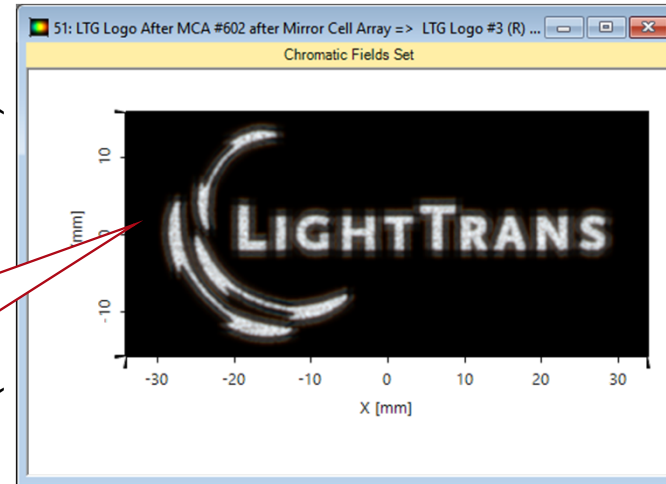 51: LTG Logo After MCA #602 after Mirror Cell Array => LTG Logo #3 (R) ...
Chromatic Fields Set
10
mm]
0
-10
LIGHTTRANS
-30 -20 -10 0 10 20 30
X [mm]